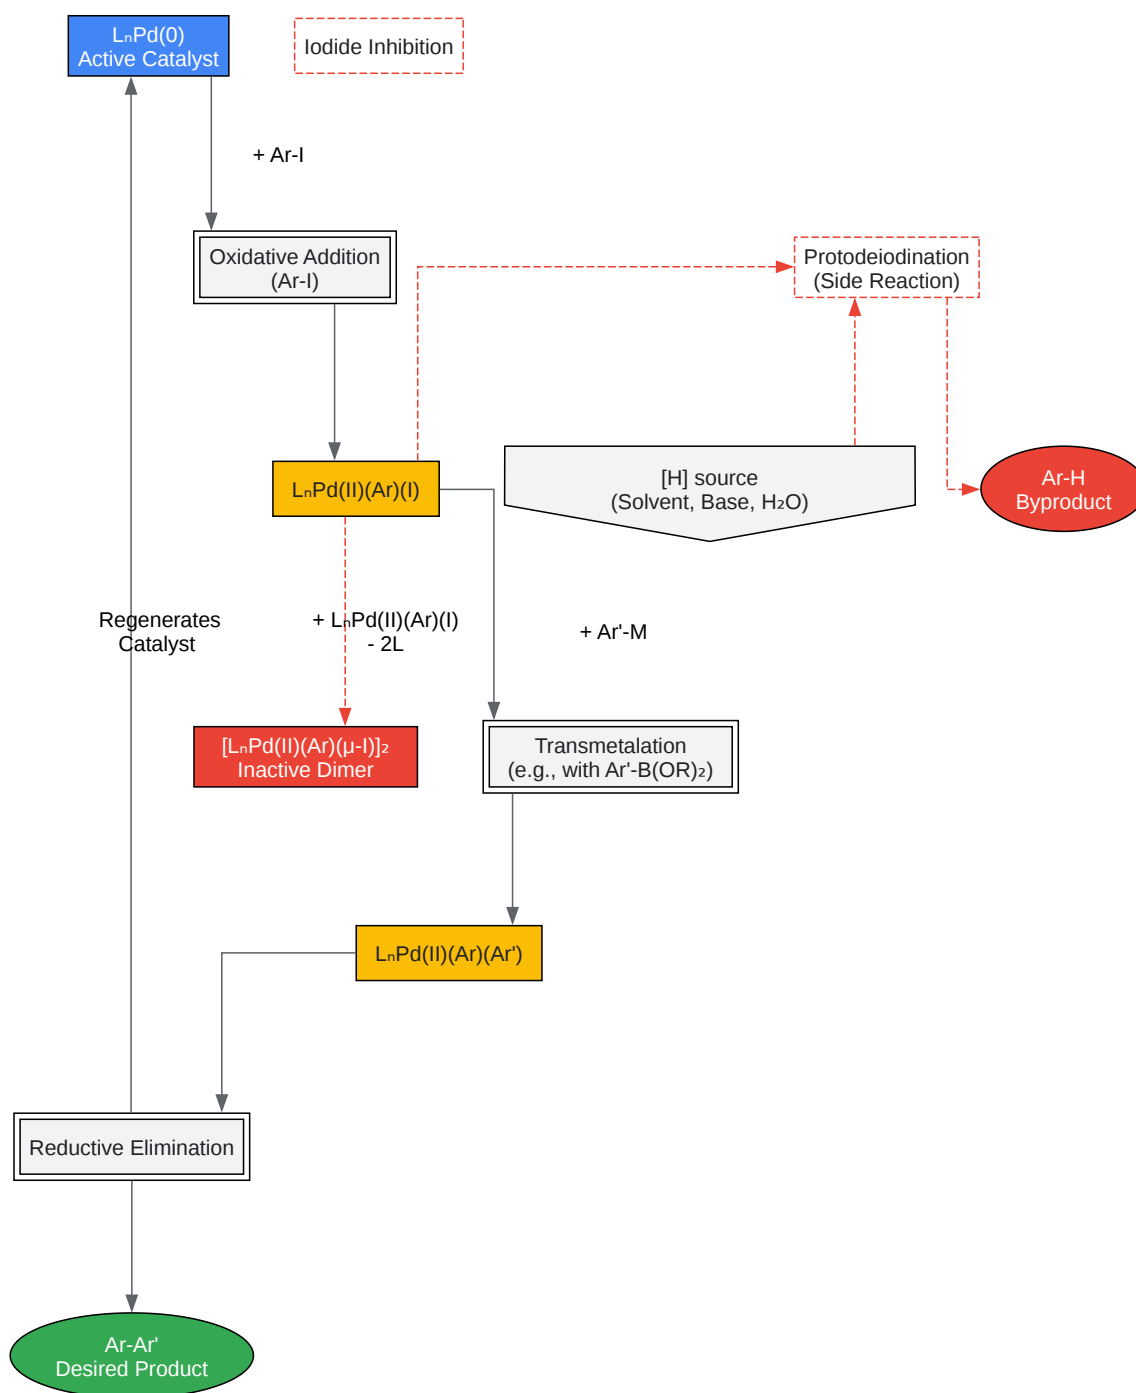 LₙPd(0)
Active Catalyst
Iodide Inhibition
+ Ar-I
Oxidative Addition
(Ar-I)
Protodeiodination
(Side Reaction)
LₙPd(II)(Ar)(I)
[H] source
(Solvent, Base, H₂O)
Ar-H
Byproduct
Regenerates
Catalyst
+ LₙPd(II)(Ar)(I)
- 2L
+ Ar'-M
[LₙPd(II)(Ar)(μ-I)]₂
Inactive Dimer
Transmetalation
(e.g., with Ar'-B(OR)₂)
LₙPd(II)(Ar)(Ar')
Reductive Elimination
Ar-Ar'
Desired Product